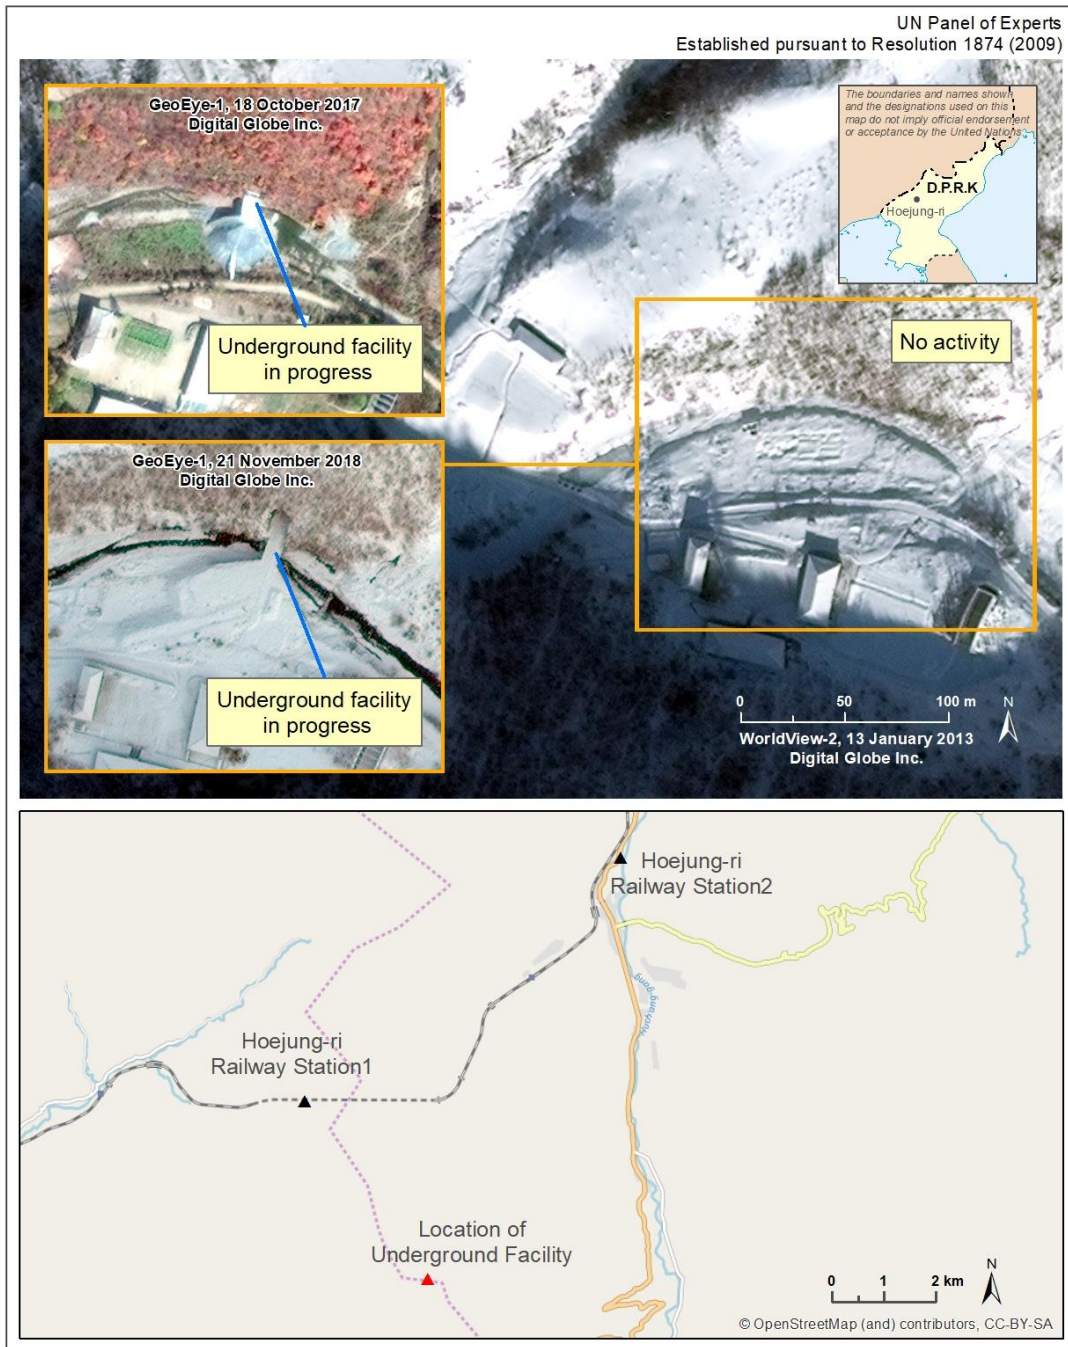 UN Panel of Experts
Established pursuant to Resolution 1874 (2009)
GeoEye-1, 18 October 2017
Digital Globe Inc.
Underground facility
in progress
The boundaries and names shown
and the designations used on this
map do not imply official endorsement
or acceptance by the United Nations
D.P.R.K
Hoejung-ri
No activity
GeoEye-1, 21 November 2018
Digital Globe Inc.
Underground facility
in progress
0 50 100 m
N
WorldView-2, 13 January 2013
Digital Globe Inc.
Hoejung-ri
Railway Station2
Huch'ang-gang
Hoejung-ri
Railway Station1
Location of
Underground Facility
N
0 1 2 km
© OpenStreetMap (and) contributors, CC-BY-SA